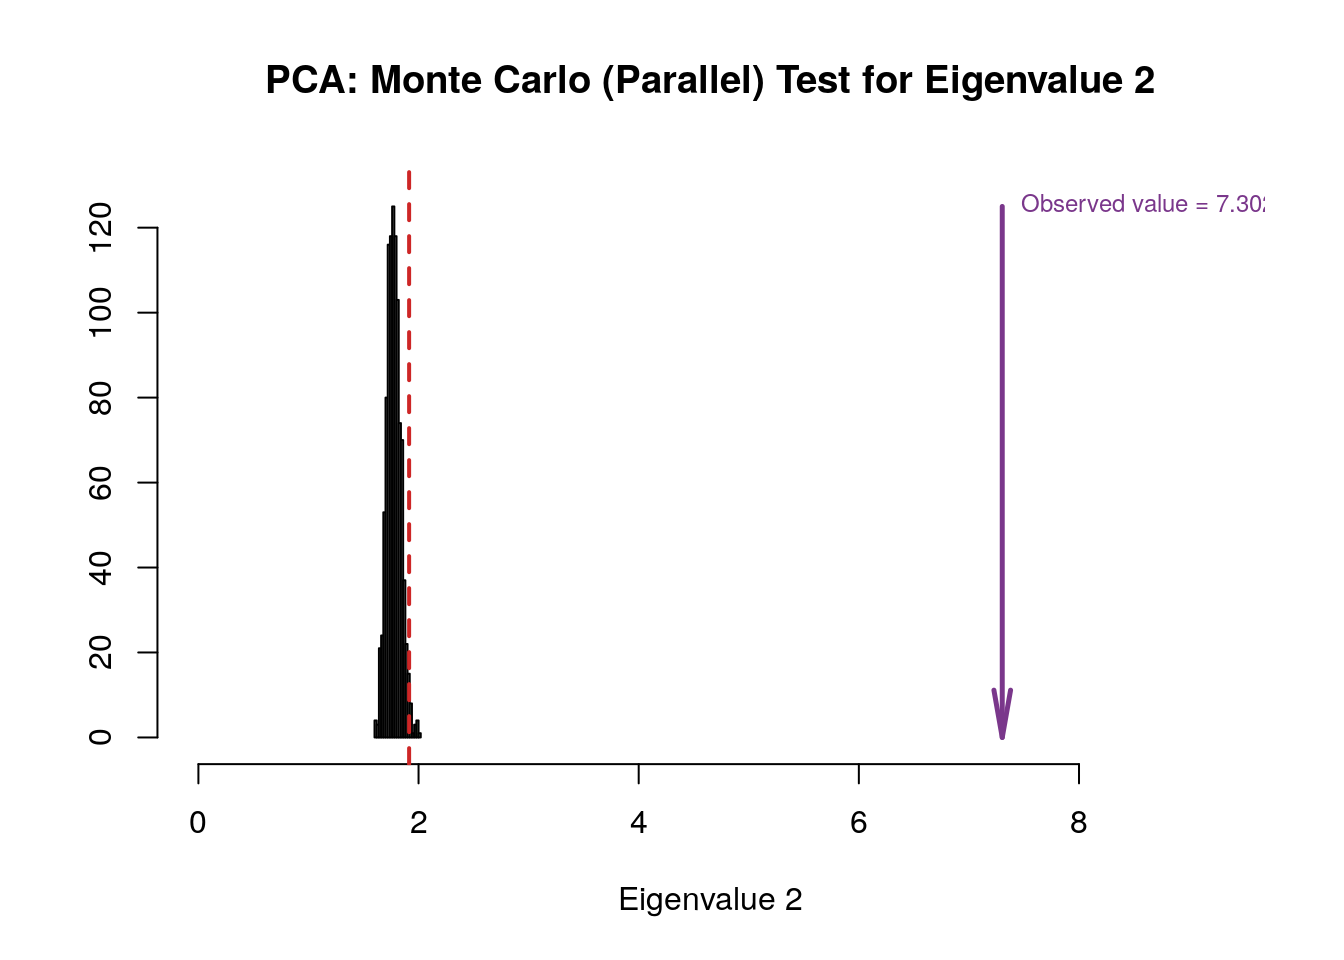 PCA: Monte Carlo (Parallel) Test for Eigenvalue 2
Observed value = 7.302
120
100
80
60
40
20
0
0 2 4 6 8
Eigenvalue 2